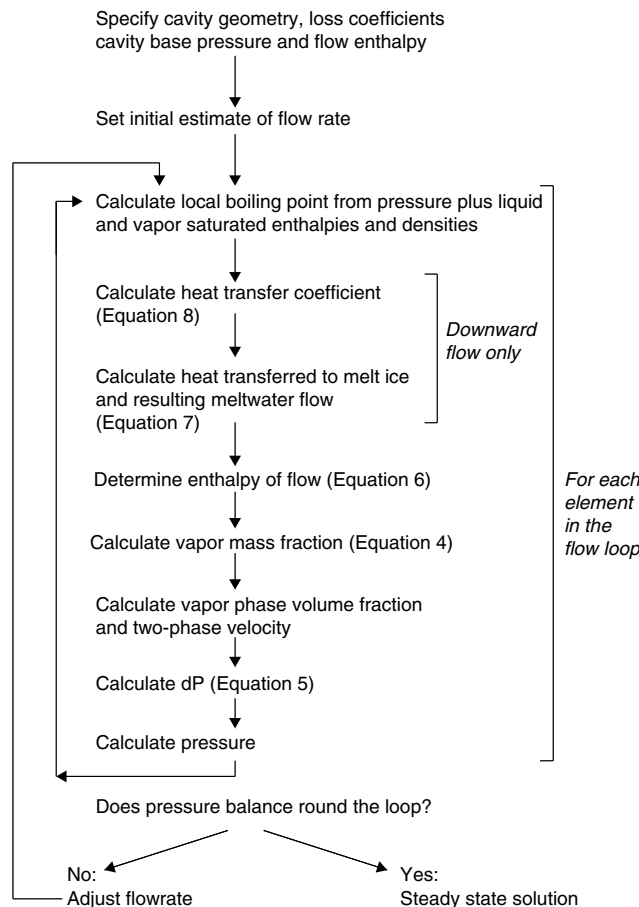 Specify cavity geometry, loss coefficients
cavity base pressure and flow enthalpy
Set initial estimate of flow rate
Calculate local boiling point from pressure plus liquid
and vapor saturated enthalpies and densities
Calculate heat transfer coefficient
(Equation 8)
Downward
flow only
Calculate heat transferred to melt ice
and resulting meltwater flow
(Equation 7)
Determine enthalpy of flow (Equation 6)
For each
element
in the
flow loop
Calculate vapor mass fraction (Equation 4)
Calculate vapor phase volume fraction
and two-phase velocity
Calculate dP (Equation 5)
Calculate pressure
Does pressure balance round the loop?
No:
Adjust flowrate
Yes:
Steady state solution